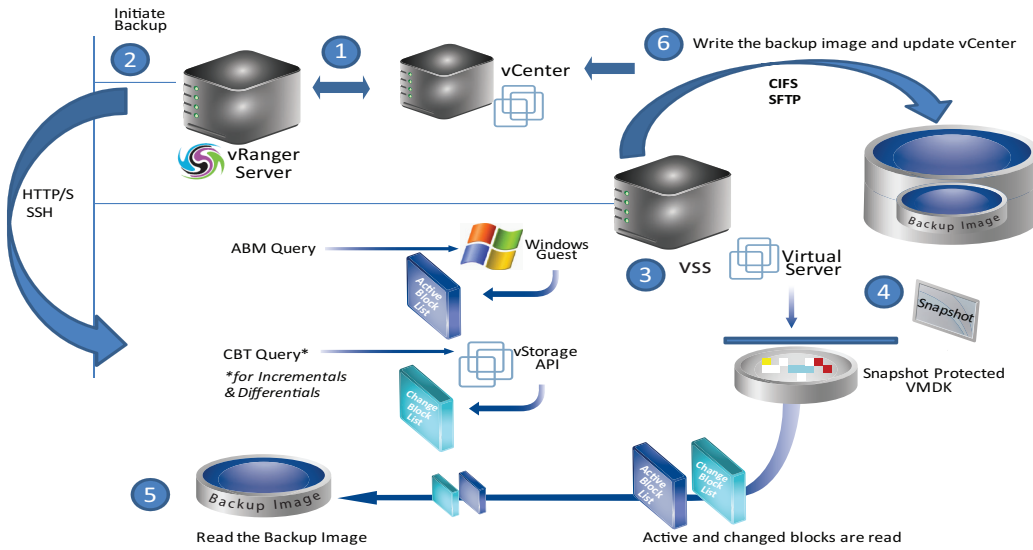 Initiate
Backup
2
1
6
Write the backup image and update vCenter
vCenter
CIFS
SFTP
vRanger
Server
Backup Image
HTTP/S
SSH
ABM Query
Windows
Guest
3
VSS
Virtual
Server
4
Snapshot
Active
Block
List
CBT Query*
vStorage
API
*for Incrementals
& Differentials
Change
Block List
Snapshot Protected
VMDK
5
Backup Image
Active
Block
List
Change
Block
List
Read the Backup Image
Active and changed blocks are read